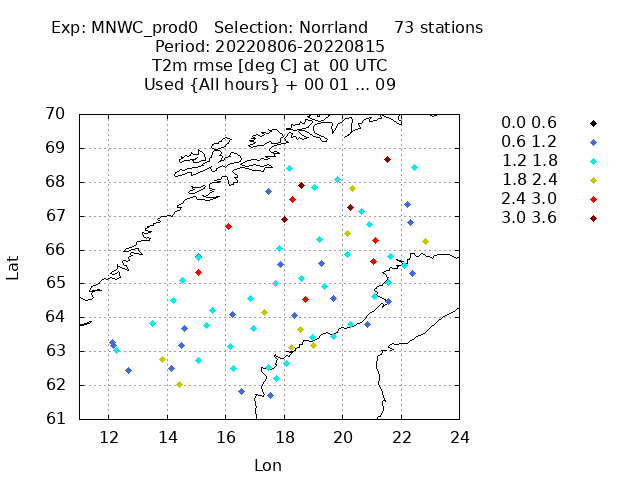 Exp: MNWC_prod0 Selection: Norrland 73 stations
Period: 20220806-20220815
T2m rmse [deg C] at 00 UTC
Used {All hours} + 00 01 ... 09
0.0 0.6
0.6 1.2
1.2 1.8
1.8 2.4
2.4 3.0
3.0 3.6
70
69
68
67
66
65
64
63
62
61
Lat
12 14 16 18 20 22 24
Lon